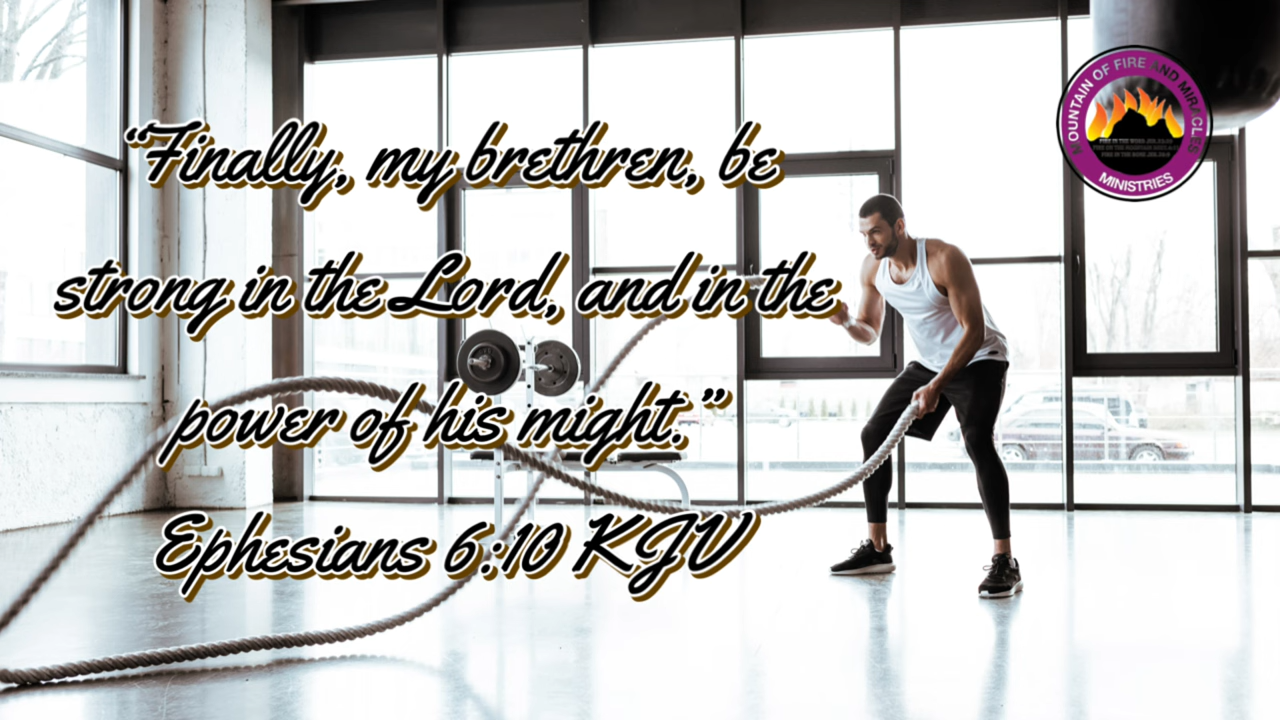 “Finally, my brethren, be
strong in the Lord, and in the
power of his might.”
Ephesians 6:10 KJV
MOUNTAIN OF FIRE AND MIRACLES
MINISTRIES